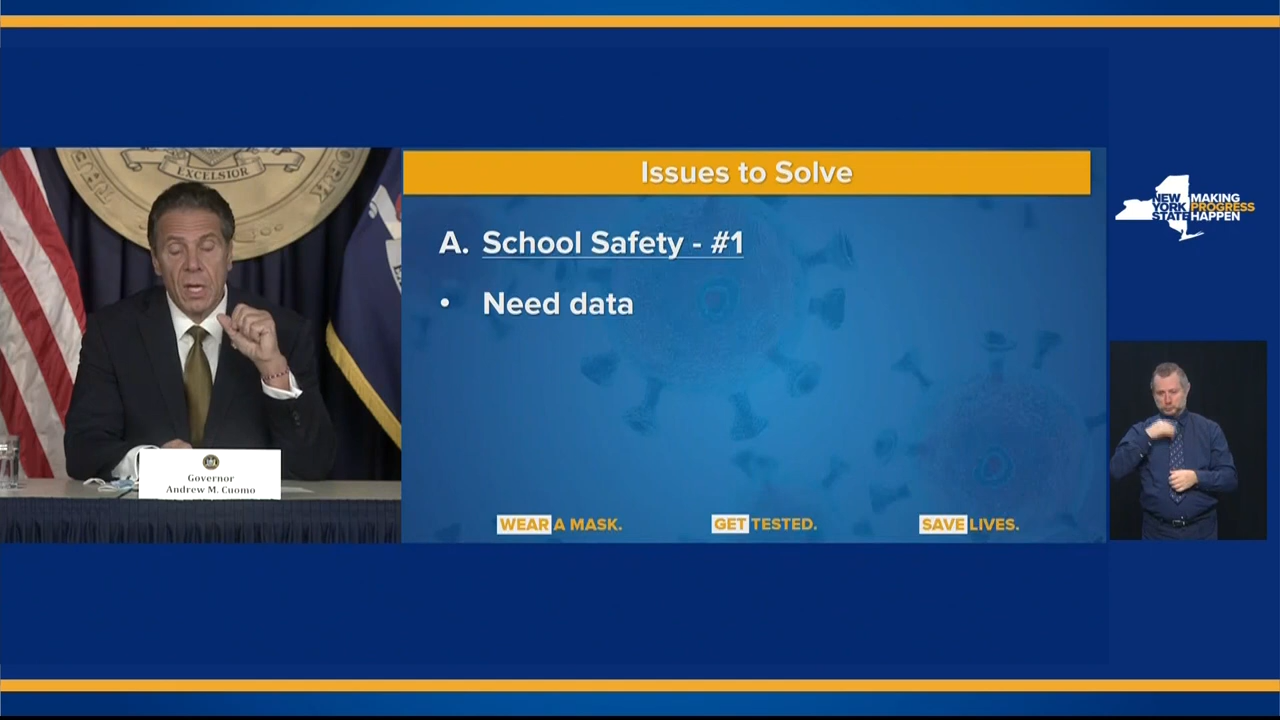 EXCELSIOR
Governor
Andrew M. Cuomo
Issues to Solve
A. School Safety - #1
• Need data
WEAR A MASK.
GET TESTED.
SAVE LIVES.
NEW YORK STATE
MAKING PROGRESS HAPPEN